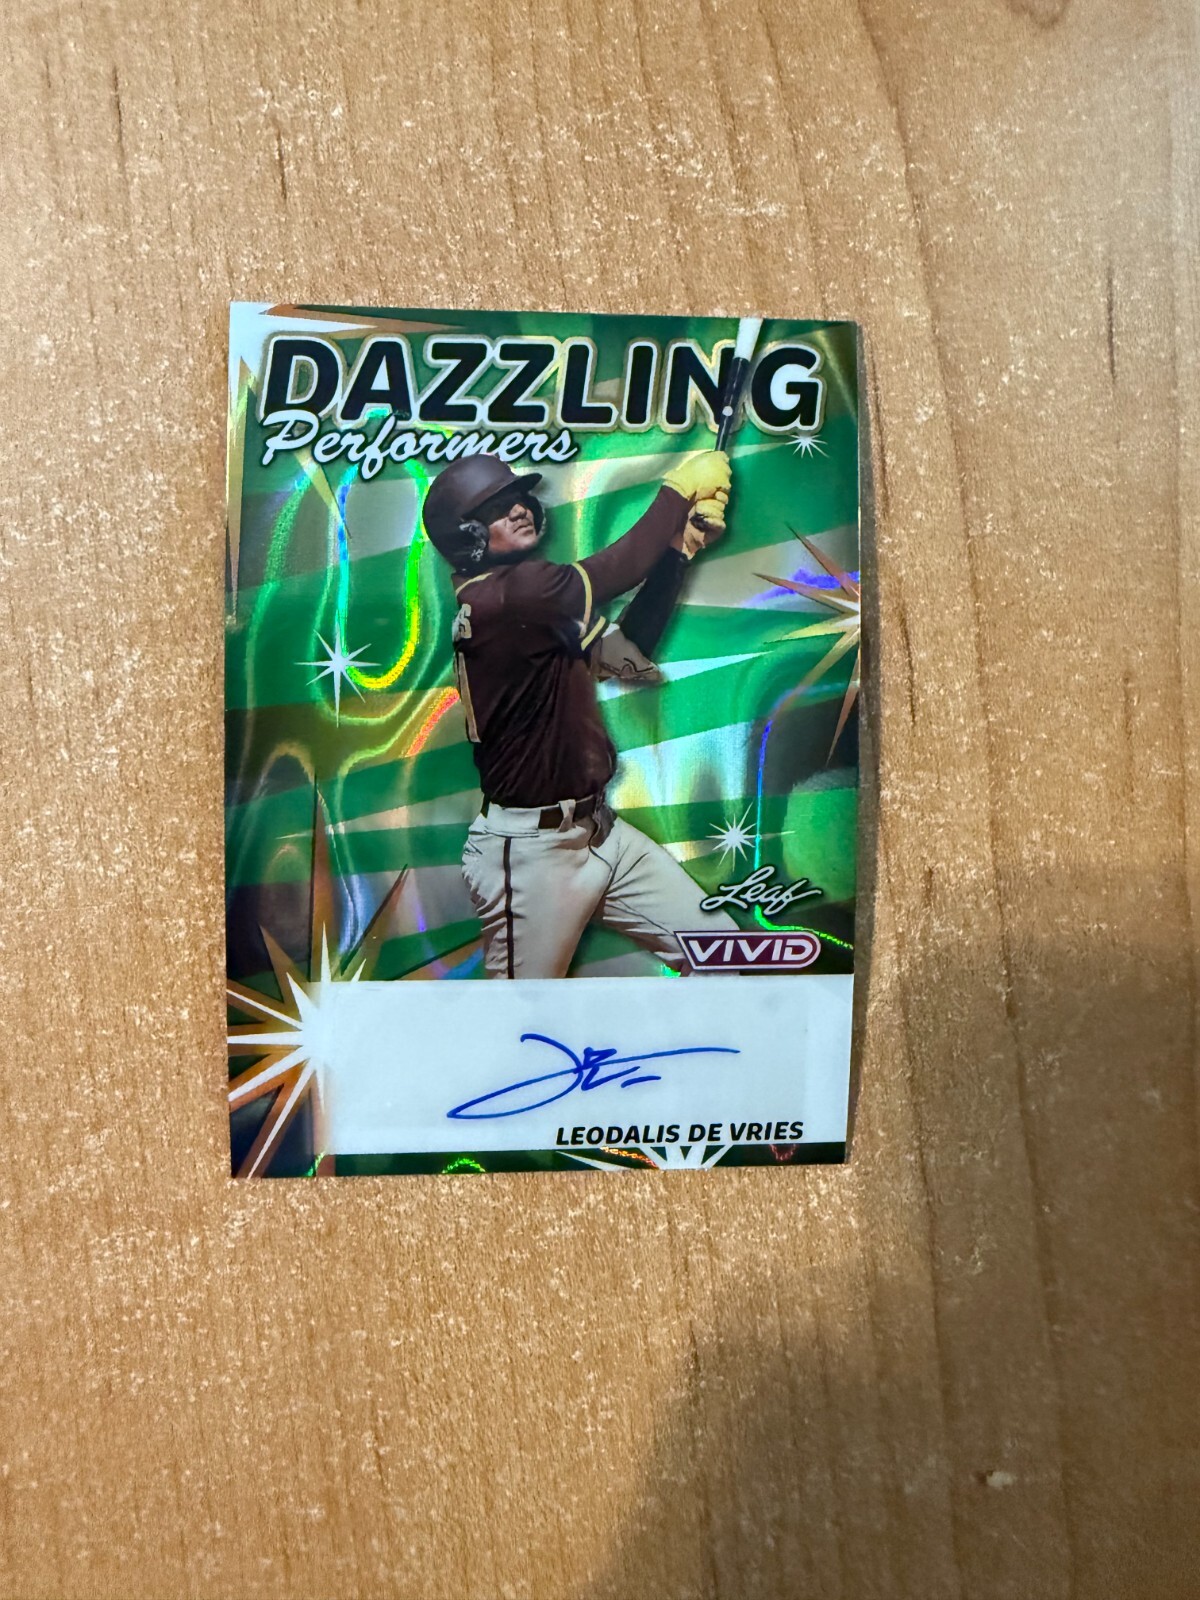 DAZZLING
Performers
Leaf
VIVID
LEODALIS DE VRIES